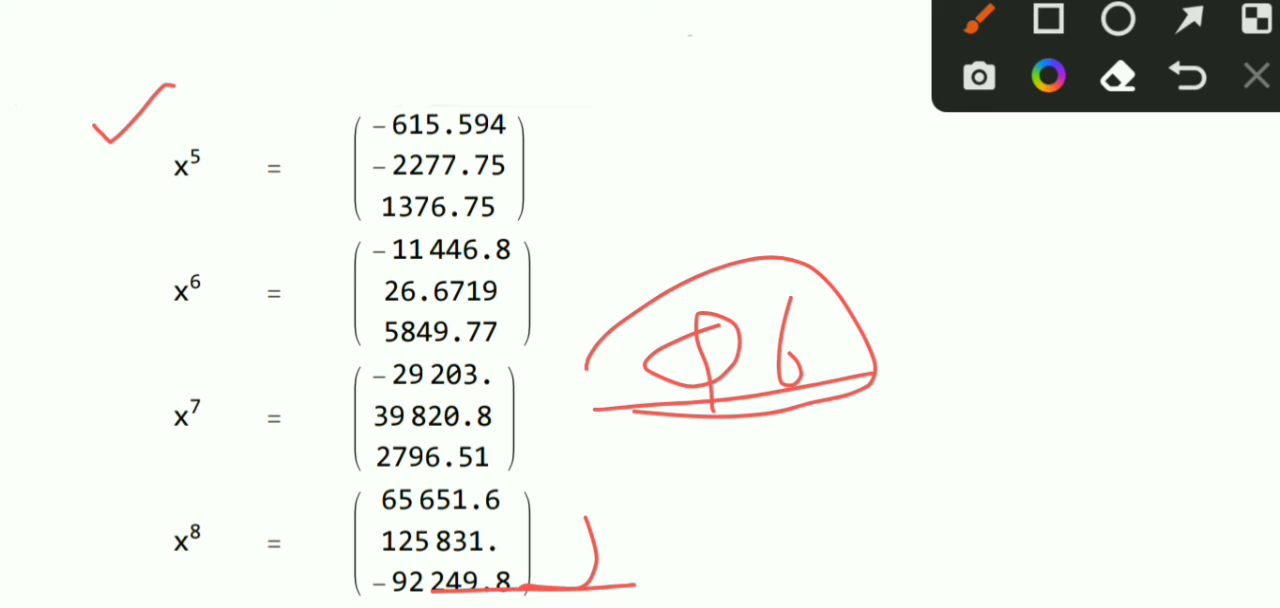 x⁵ = ( -615.594
-2277.75
1376.75 )
x⁶ = ( -11446.8
26.6719
5849.77 )
x⁷ = ( -29203.
39820.8
2796.51 )
x⁸ = ( 65651.6
125831.
-92249.8 )
φ6